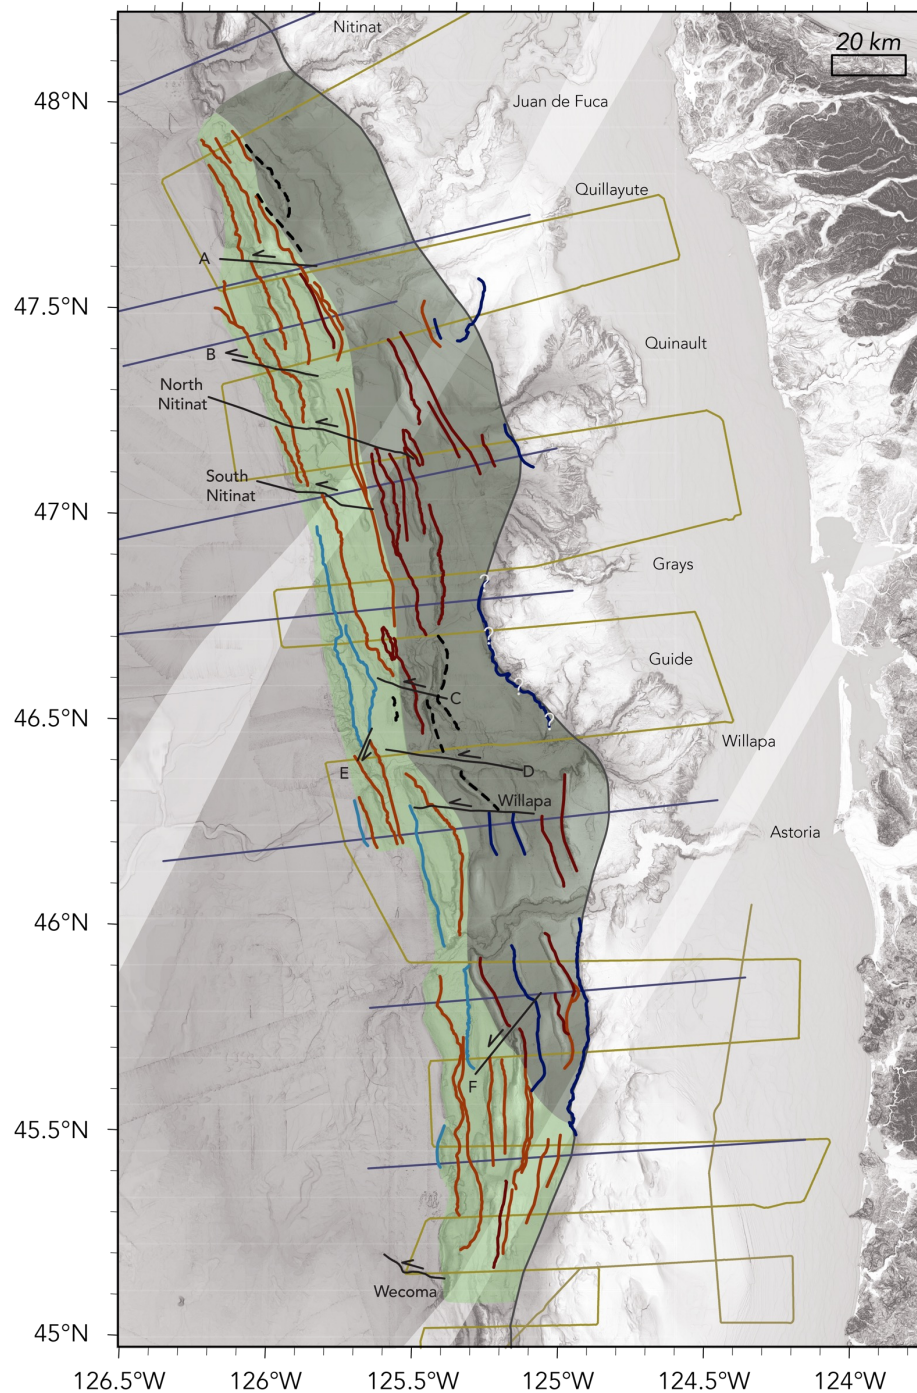 Nitinat
20 km
48°N
Juan de Fuca
Quillayute
A
47.5°N
B
Quinault
North
Nitinat
South
Nitinat
47°N
?
Grays
?
Guide
C
?
46.5°N
?
Willapa
E
D
Willapa
Astoria
46°N
F
45.5°N
Wecoma
45°N
126.5°W
126°W
125.5°W
125°W
124.5°W
124°W